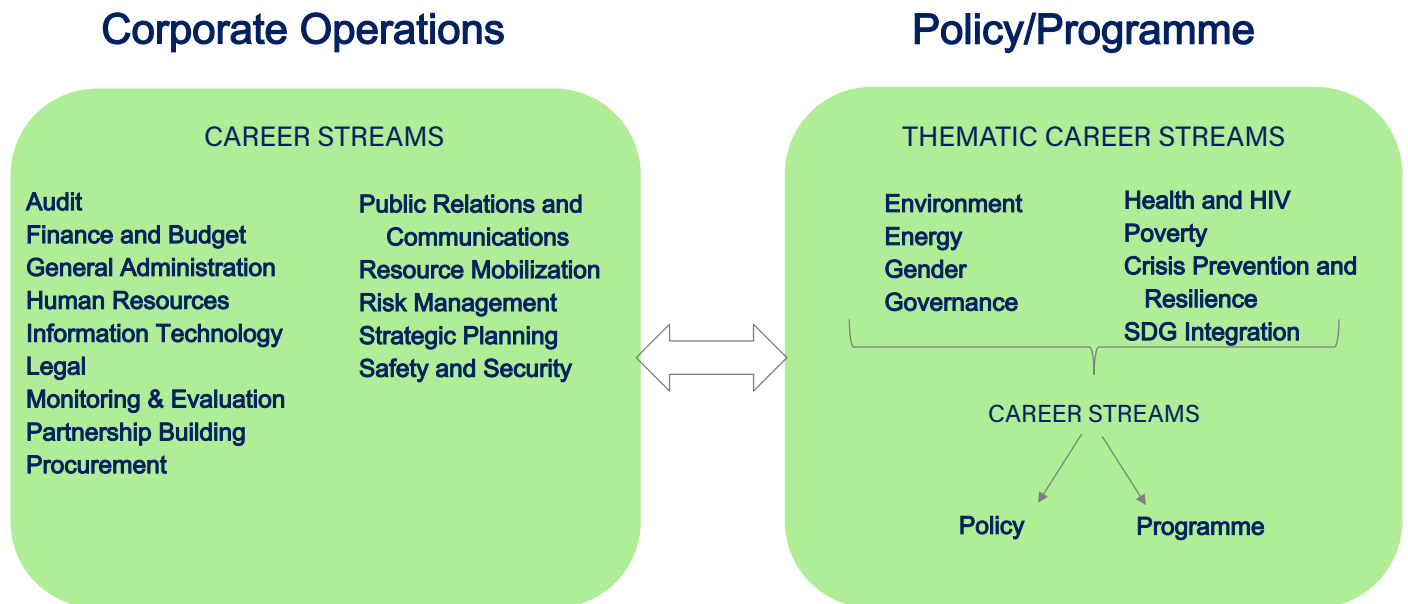 Corporate Operations
Policy/Programme
CAREER STREAMS
Audit
Finance and Budget
General Administration
Human Resources
Information Technology
Legal
Monitoring & Evaluation
Partnership Building
Procurement
Public Relations and
Communications
Resource Mobilization
Risk Management
Strategic Planning
Safety and Security
THEMATIC CAREER STREAMS
Environment
Energy
Gender
Governance
Health and HIV
Poverty
Crisis Prevention and
Resilience
SDG Integration
CAREER STREAMS
Policy
Programme